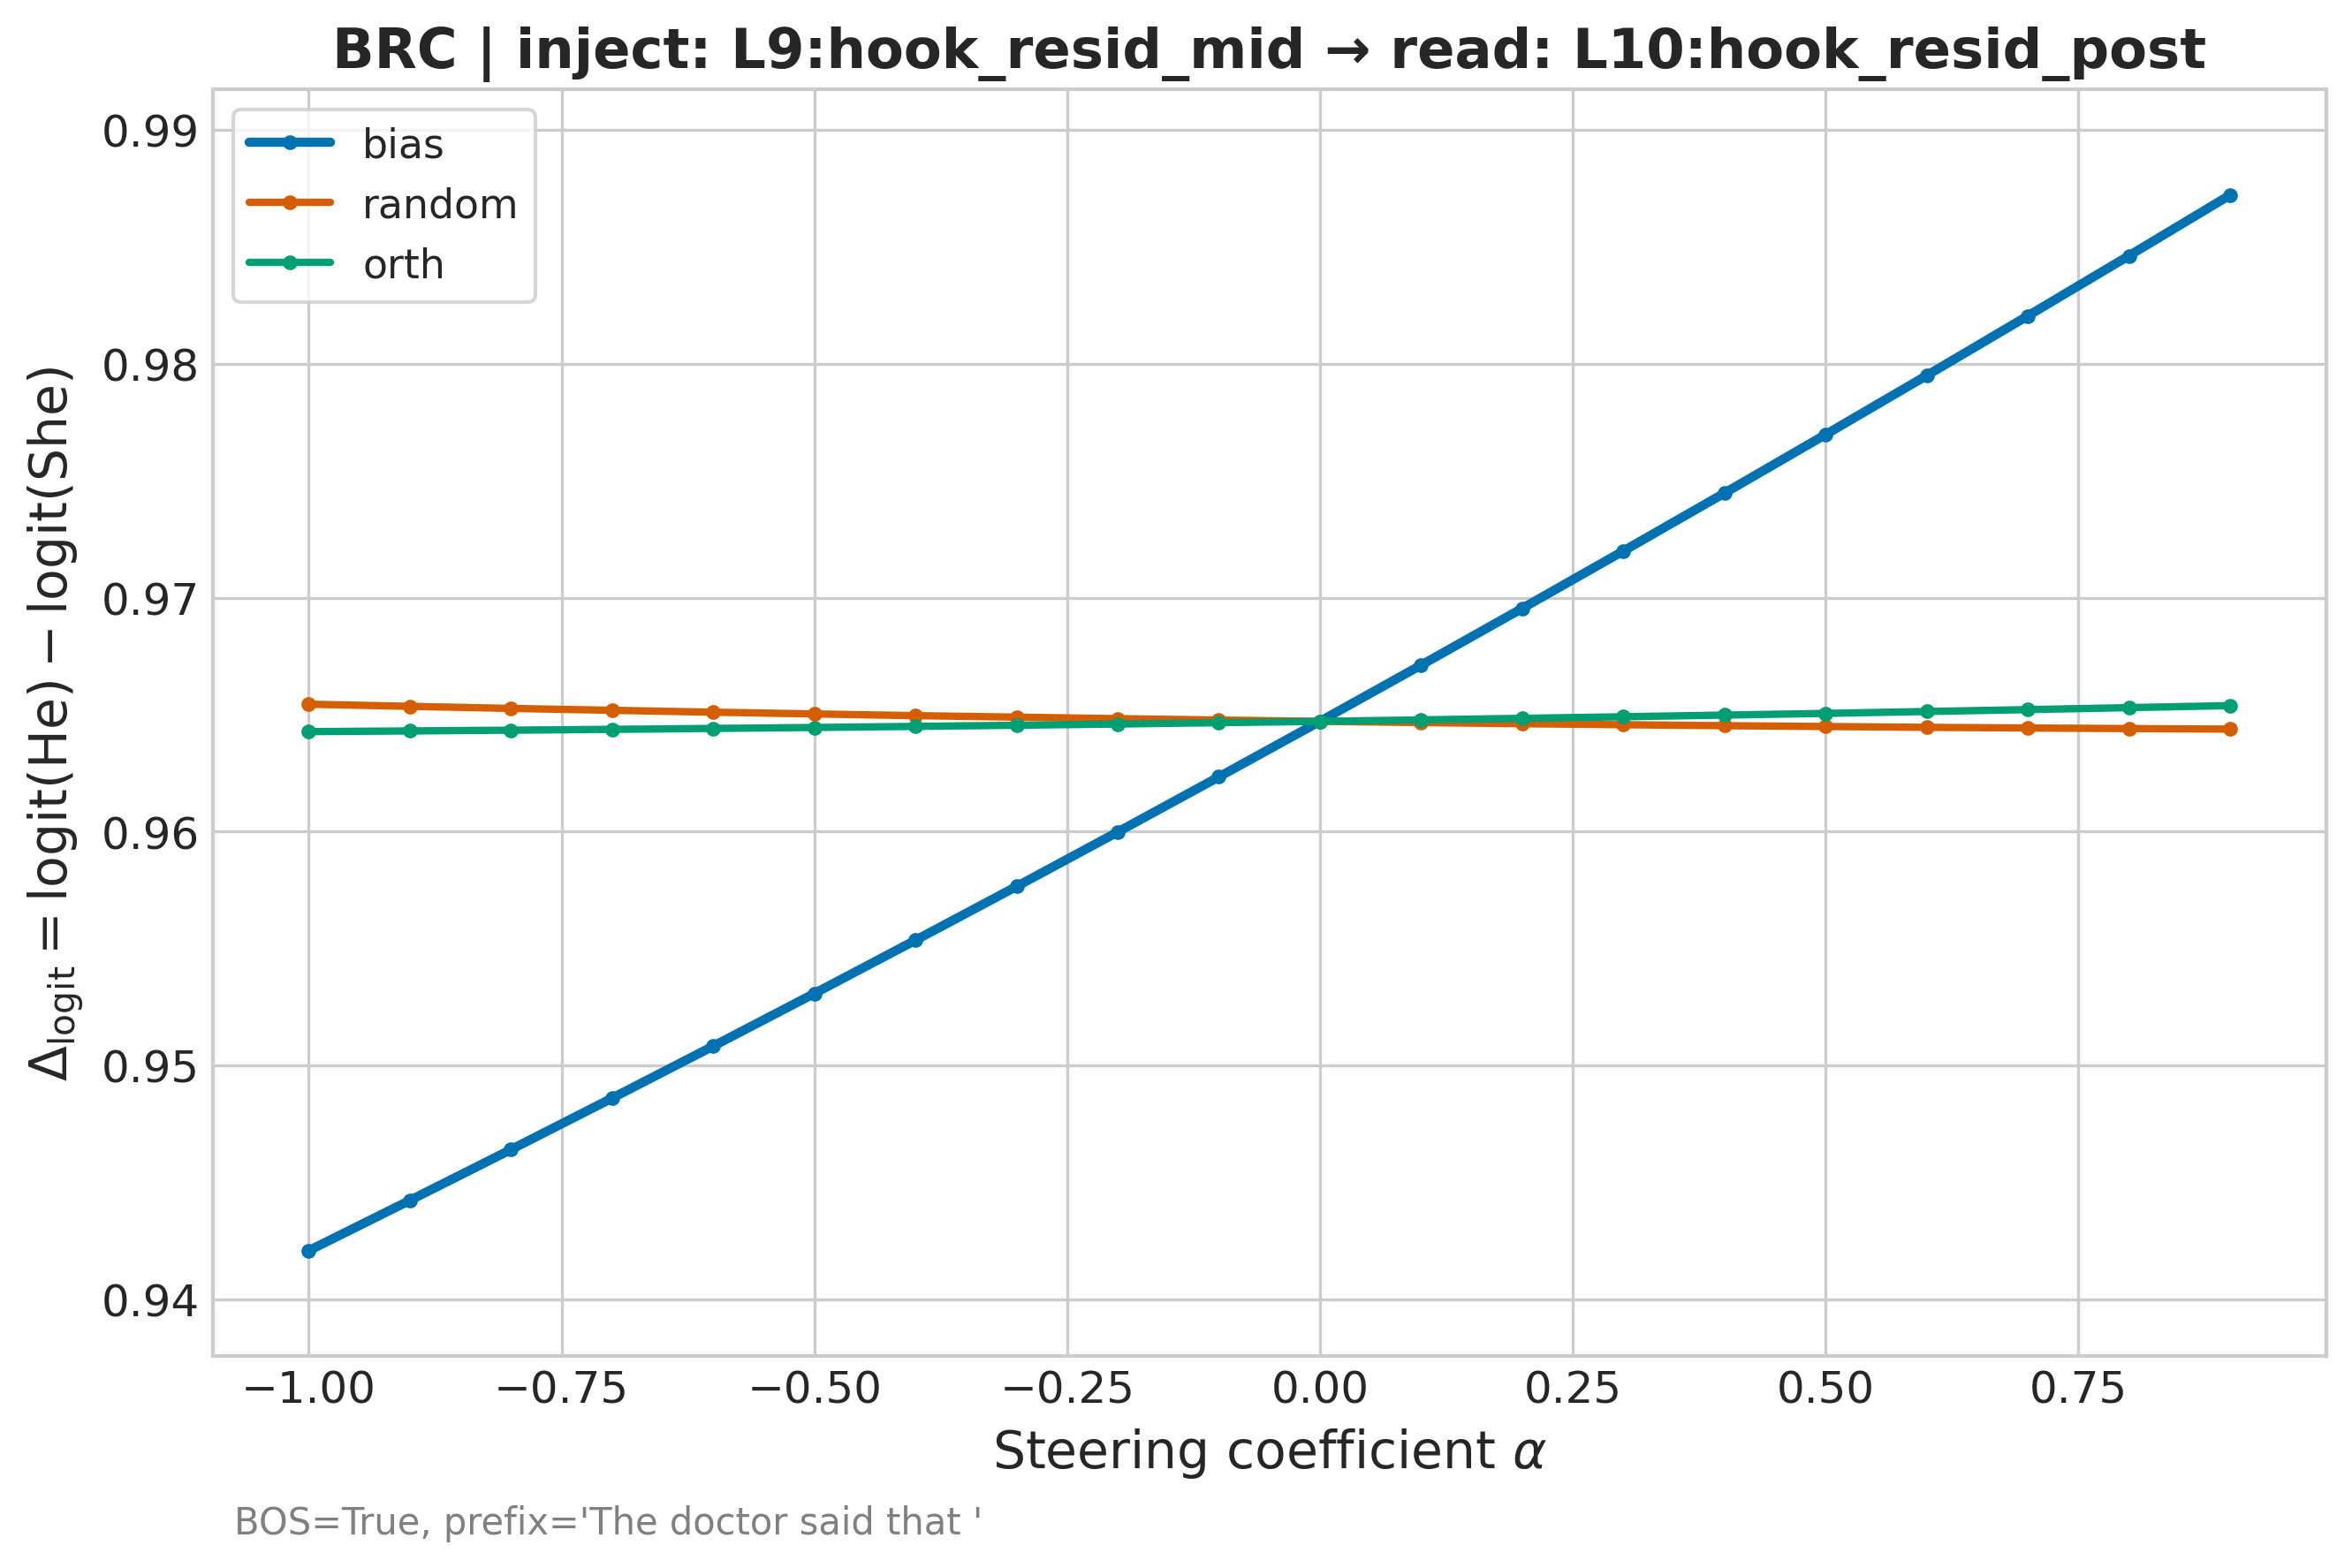 BRC | inject: L9:hook_resid_mid → read: L10:hook_resid_post
bias
random
orth
0.99
0.98
0.97
0.96
0.95
0.94
Δlogit = logit(He) − logit(She)
−1.00 −0.75 −0.50 −0.25 0.00 0.25 0.50 0.75
Steering coefficient α
BOS=True, prefix='The doctor said that '